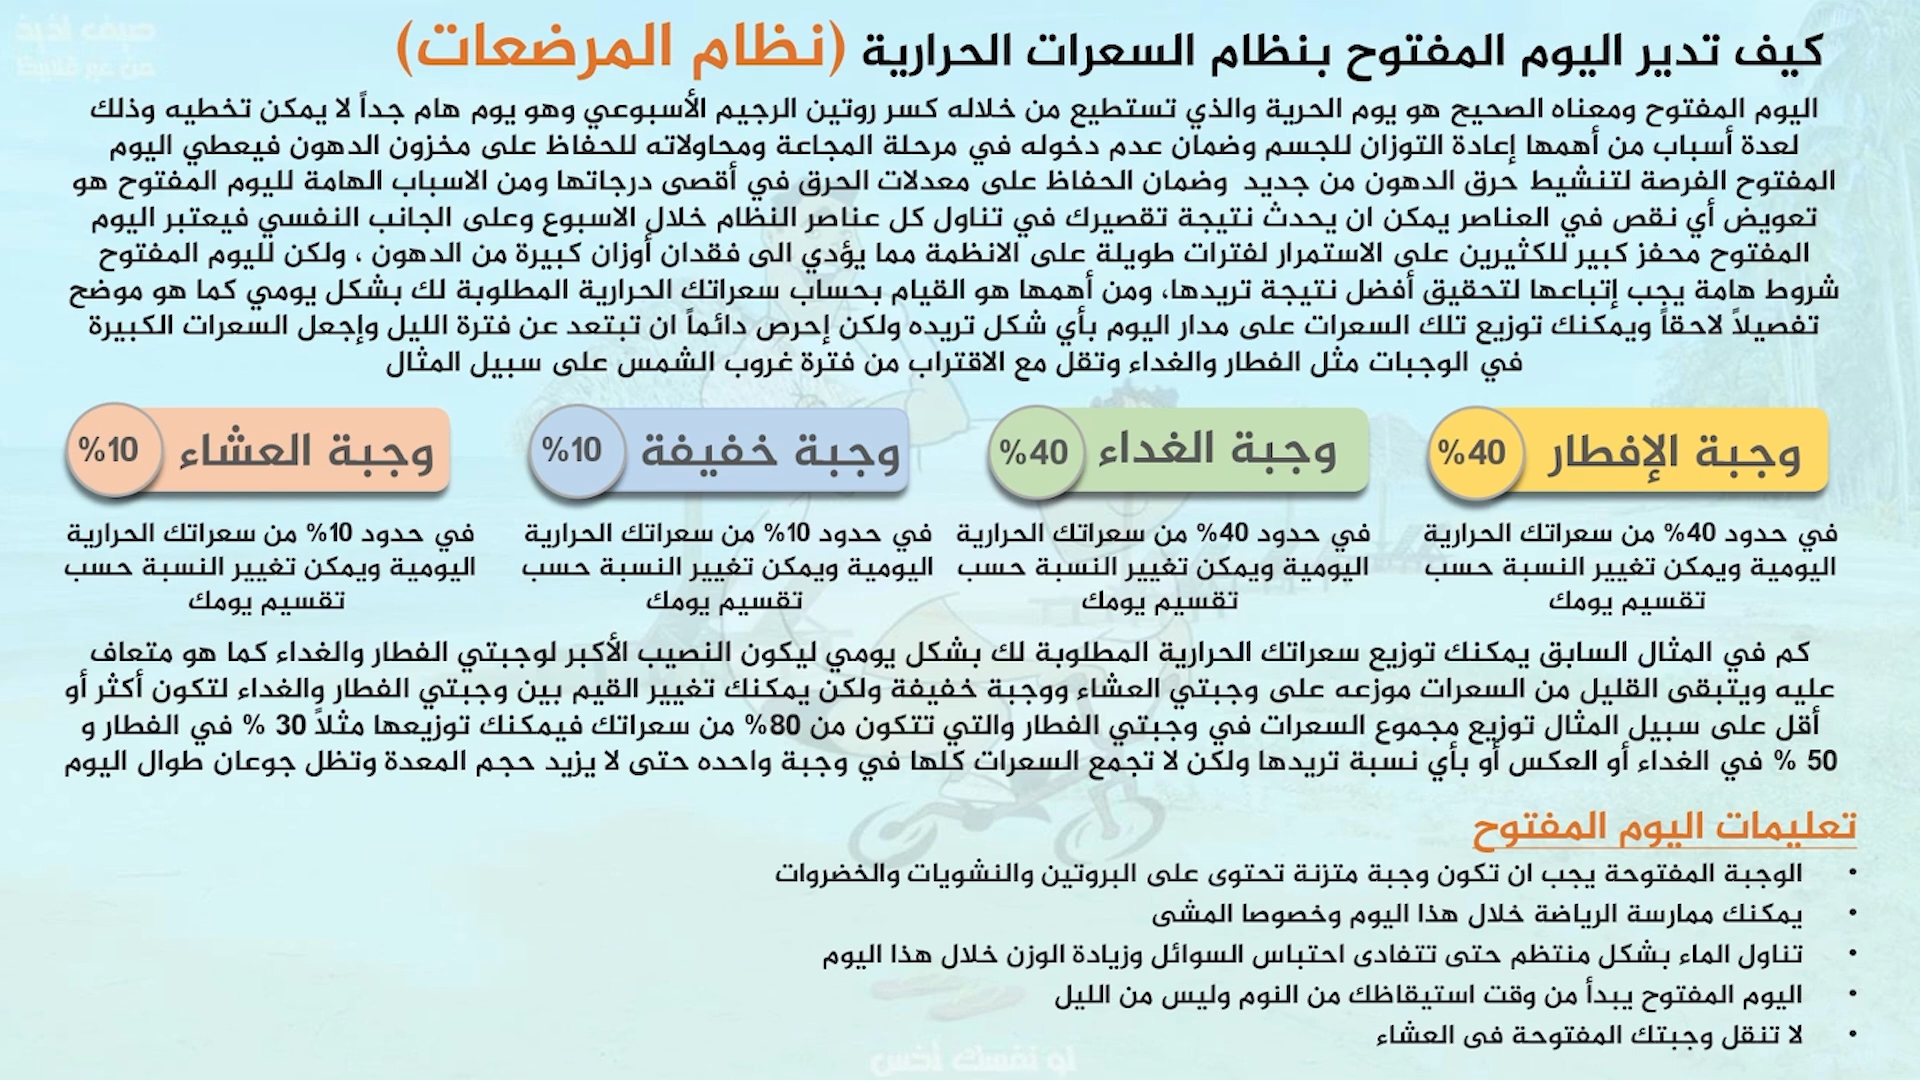 كيف تدير اليوم المفتوح بنظام السعرات الحرارية (نظام المرضعات)
اليوم المفتوح ومعناه الصحيح هو يوم الحرية والذي تستطيع من خلاله كسر روتين الرجيم الأسبوعي وهو يوم هام جداً لا يمكن تخطيه وذلك
لعدة أسباب من أهمها إعادة التوزان للجسم وضمان عدم دخوله في مرحلة المجاعة ومحاولاته للحفاظ على مخزون الدهون فيعطي اليوم
المفتوح الفرصة لتنشيط حرق الدهون من جديد وضمان الحفاظ على معدلات الحرق في أقصى درجاتها ومن الاسباب الهامة لليوم المفتوح هو
تعويض أي نقص في العناصر يمكن ان يحدث نتيجة تقصيرك في تناول كل عناصر النظام خلال الاسبوع وعلى الجانب النفسي فيعتبر اليوم
المفتوح محفز كبير للكثيرين على الاستمرار لفترات طويلة على الانظمة مما يؤدي الى فقدان أوزان كبيرة من الدهون ، ولكن لليوم المفتوح
شروط هامة يجب إتباعها لتحقيق أفضل نتيجة تريدها، ومن أهمها هو القيام بحساب سعراتك الحرارية المطلوبة لك بشكل يومي كما هو موضح
تفصيلاً لاحقاً ويمكنك توزيع تلك السعرات على مدار اليوم بأي شكل تريده ولكن إحرص دائماً ان تبتعد عن فترة الليل وإجعل السعرات الكبيرة
في الوجبات مثل الفطار والغداء وتقل مع الاقتراب من فترة غروب الشمس على سبيل المثال
وجبة الإفطار 40%
وجبة الغداء 40%
وجبة خفيفة 10%
وجبة العشاء 10%
في حدود 40% من سعراتك الحرارية
اليومية ويمكن تغيير النسبة حسب
تقسيم يومك
في حدود 40% من سعراتك الحرارية
اليومية ويمكن تغيير النسبة حسب
تقسيم يومك
في حدود 10% من سعراتك الحرارية
اليومية ويمكن تغيير النسبة حسب
تقسيم يومك
في حدود 10% من سعراتك الحرارية
اليومية ويمكن تغيير النسبة حسب
تقسيم يومك
كم في المثال السابق يمكنك توزيع سعراتك الحرارية المطلوبة لك بشكل يومي ليكون النصيب الأكبر لوجبتي الفطار والغداء كما هو متعاف
عليه ويتبقى القليل من السعرات موزعه على وجبتي العشاء ووجبة خفيفة ولكن يمكنك تغيير القيم بين وجبتي الفطار والغداء لتكون أكثر أو
أقل على سبيل المثال توزيع مجموع السعرات في وجبتي الفطار والتي تتكون من 80% من سعراتك فيمكنك توزيعها مثلاً 30 % في الفطار و
50 % في الغداء أو العكس أو بأي نسبة تريدها ولكن لا تجمع السعرات كلها في وجبة واحده حتى لا يزيد حجم المعدة وتظل جوعان طوال اليوم
تعليمات اليوم المفتوح
• الوجبة المفتوحة يجب ان تكون وجبة متزنة تحتوى على البروتين والنشويات والخضروات
• يمكنك ممارسة الرياضة خلال هذا اليوم وخصوصا المشى
• تناول الماء بشكل منتظم حتى تتفادى احتباس السوائل وزيادة الوزن خلال هذا اليوم
• اليوم المفتوح يبدأ من وقت استيقاظك من النوم وليس من الليل
• لا تنقل وجبتك المفتوحة فى العشاء
لو نفسك تخس